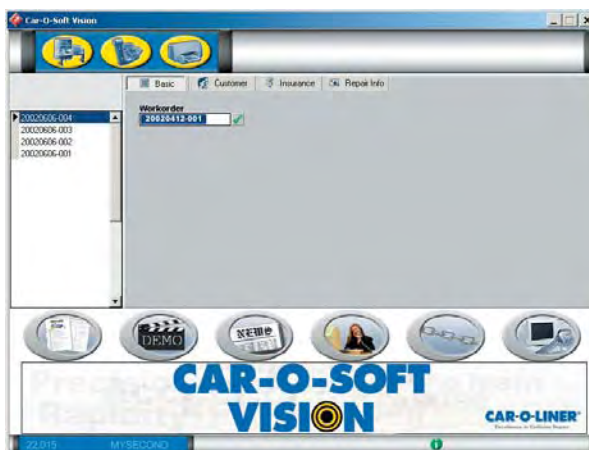 Car-O-Soft Vision
Basic Customer Insurance Repair Info
Workorder
20020412-001
20020606-004
20020606-003
20020606-002
20020606-001
DEMO
NEWS
CAR-O-SOFT
VISION
CAR-O-LINER®
22,015 MYSECOND